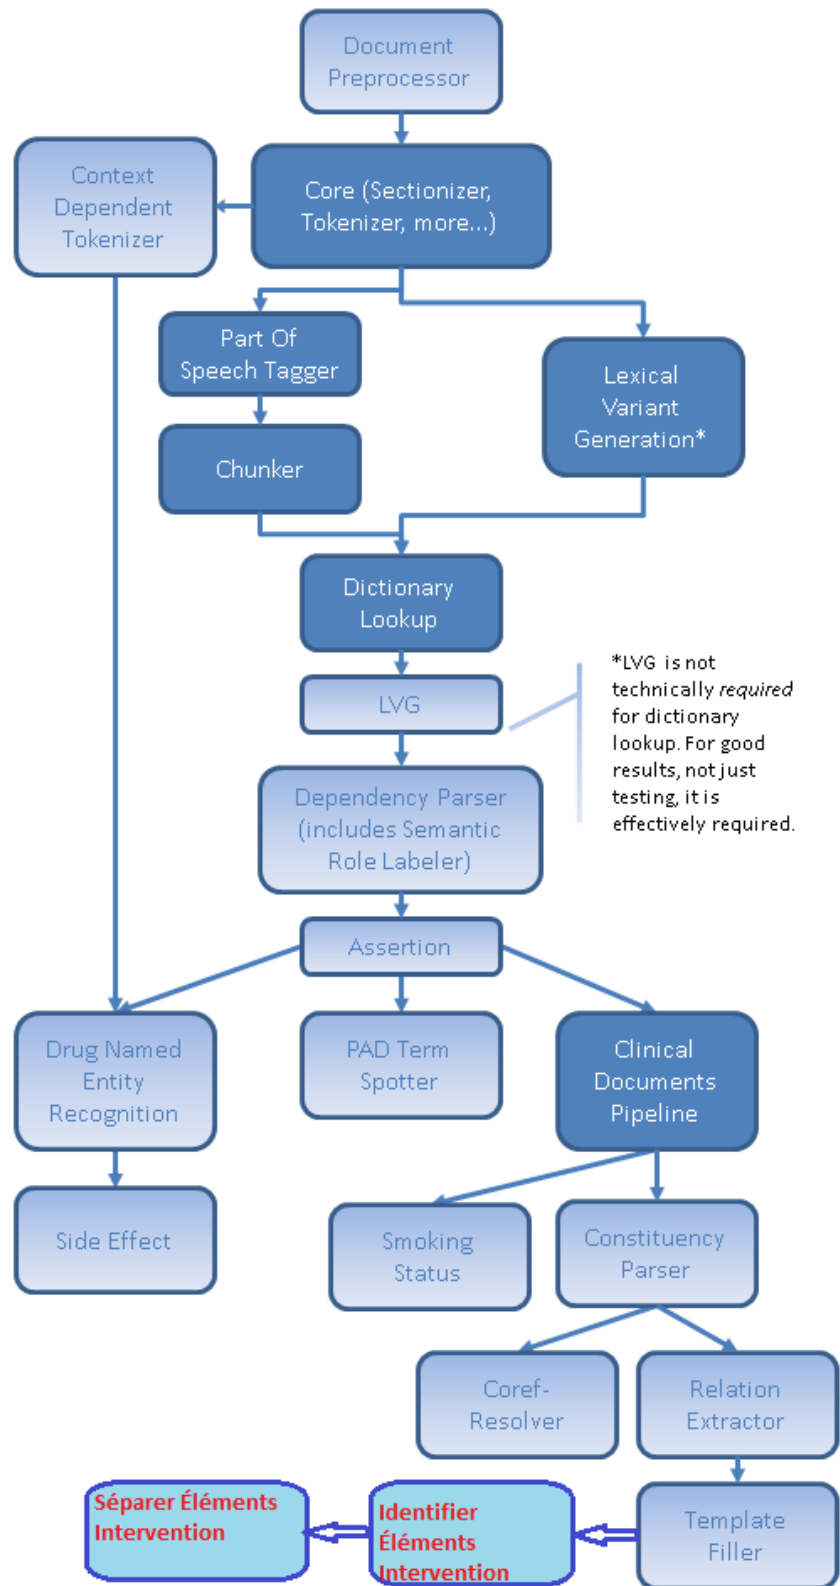 Document
Preprocessor
Context
Dependent
Tokenizer
Core (Sectionizer,
Tokenizer, more...)
Part Of
Speech Tagger
Lexical
Variant
Generation*
Chunker
Dictionary
Lookup
LVG
*LVG is not
technically required
for dictionary
lookup. For good
results, not just
testing, it is
effectively required.
Dependency Parser
(includes Semantic
Role Labeler)
Assertion
Drug Named
Entity
Recognition
PAD Term
Spotter
Clinical
Documents
Pipeline
Side Effect
Smoking
Status
Constituency
Parser
Coref-
Resolver
Relation
Extractor
Séparer Éléments
Intervention
Identifier
Éléments
Intervention
Template
Filler